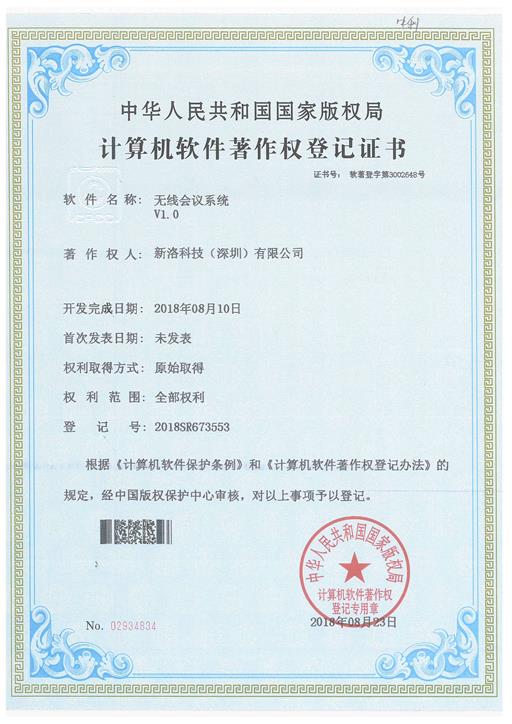 中华人民共和国国家版权局
计算机软件著作权登记证书
证书号： 软著登字第3002648号
软件名称： 无线会议系统
V1.0
著作权人： 新洛科技（深圳）有限公司
开发完成日期： 2018年08月10日
首次发表日期： 未发表
权利取得方式： 原始取得
权利范围： 全部权利
登记号： 2018SR673553
根据《计算机软件保护条例》和《计算机软件著作权登记办法》的
规定，经中国版权保护中心审核，对以上事项予以登记。
中华人民共和国国家版权局
计算机软件著作权
登记专用章
No. 02934834
2018年08月23日
CPCC